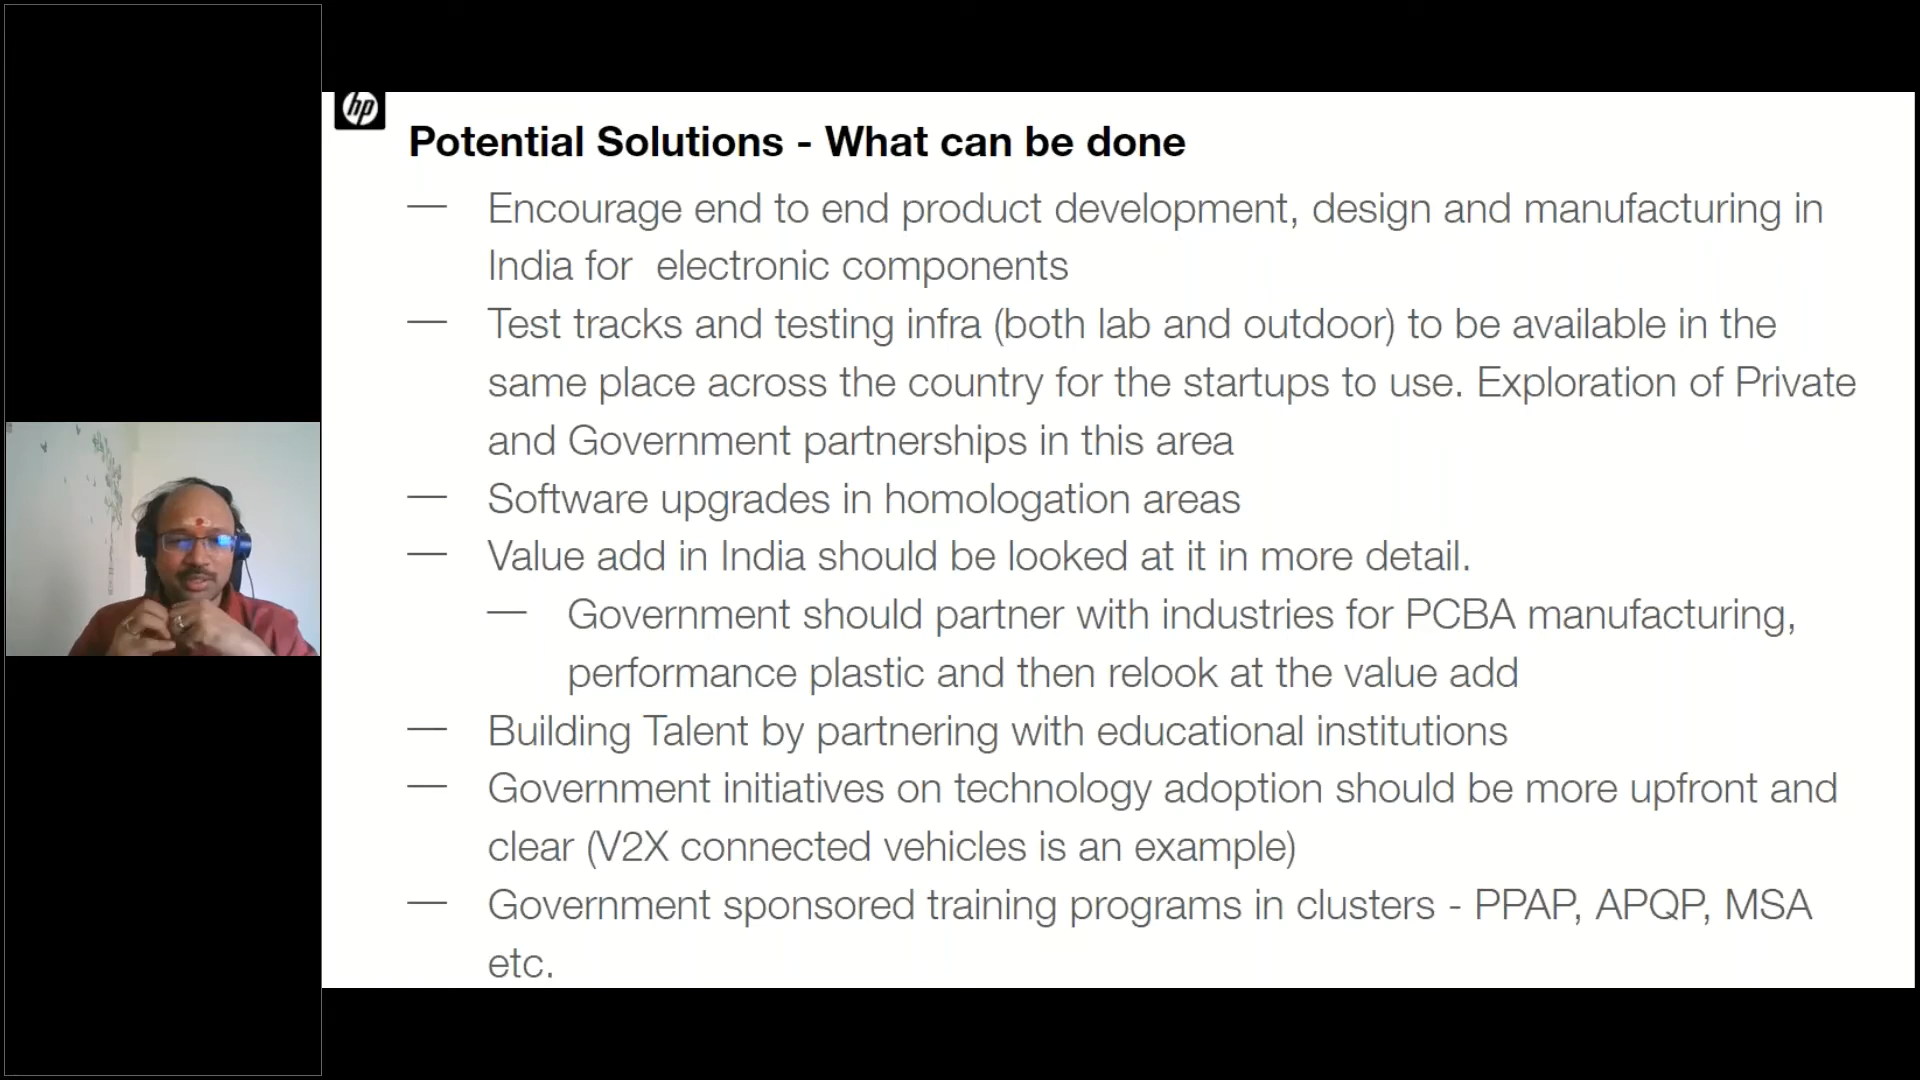 hp
Potential Solutions - What can be done
— Encourage end to end product development, design and manufacturing in
India for electronic components
— Test tracks and testing infra (both lab and outdoor) to be available in the
same place across the country for the startups to use. Exploration of Private
and Government partnerships in this area
— Software upgrades in homologation areas
— Value add in India should be looked at it in more detail.
— Government should partner with industries for PCBA manufacturing,
performance plastic and then relook at the value add
— Building Talent by partnering with educational institutions
— Government initiatives on technology adoption should be more upfront and
clear (V2X connected vehicles is an example)
— Government sponsored training programs in clusters - PPAP, APQP, MSA
etc.